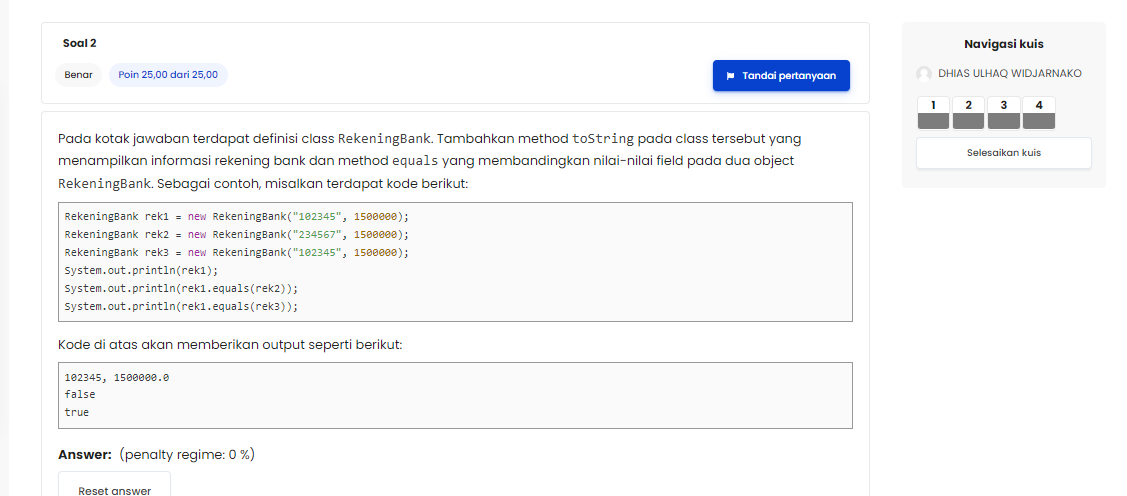 Soal 2
Benar
Poin 25,00 dari 25,00
Tandai pertanyaan
Pada kotak jawaban terdapat definisi class RekeningBank. Tambahkan method toString pada class tersebut yang
menampilkan informasi rekening bank dan method equals yang membandingkan nilai-nilai field pada dua object
RekeningBank. Sebagai contoh, misalkan terdapat kode berikut:
RekeningBank rek1 = new RekeningBank("102345", 1500000);
RekeningBank rek2 = new RekeningBank("234567", 1500000);
RekeningBank rek3 = new RekeningBank("102345", 1500000);
System.out.println(rek1);
System.out.println(rek1.equals(rek2));
System.out.println(rek1.equals(rek3));
Kode di atas akan memberikan output seperti berikut:
102345, 1500000.0
false
true
Answer: (penalty regime: 0 %)
Reset answer
Navigasi kuis
DHIAS ULHAQ WIDJARNAKO
1 2 3 4
Selesaikan kuis